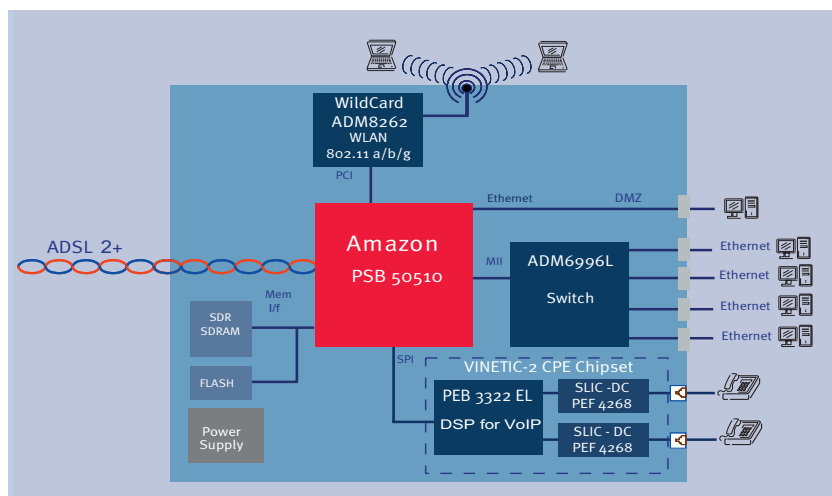 WildCard
ADM8262
WLAN
802.11 a/b/g
PCI
Ethernet
DMZ
ADSL 2+
Amazon
PSB 50510
MII
ADM6996L
Switch
Ethernet
Ethernet
Ethernet
Ethernet
Mem
I/f
SDR
SDRAM
FLASH
Power
Supply
SPI
VINETIC-2 CPE Chipset
PEB 3322 EL
DSP for VoIP
SLIC -DC
PEF 4268
SLIC - DC
PEF 4268